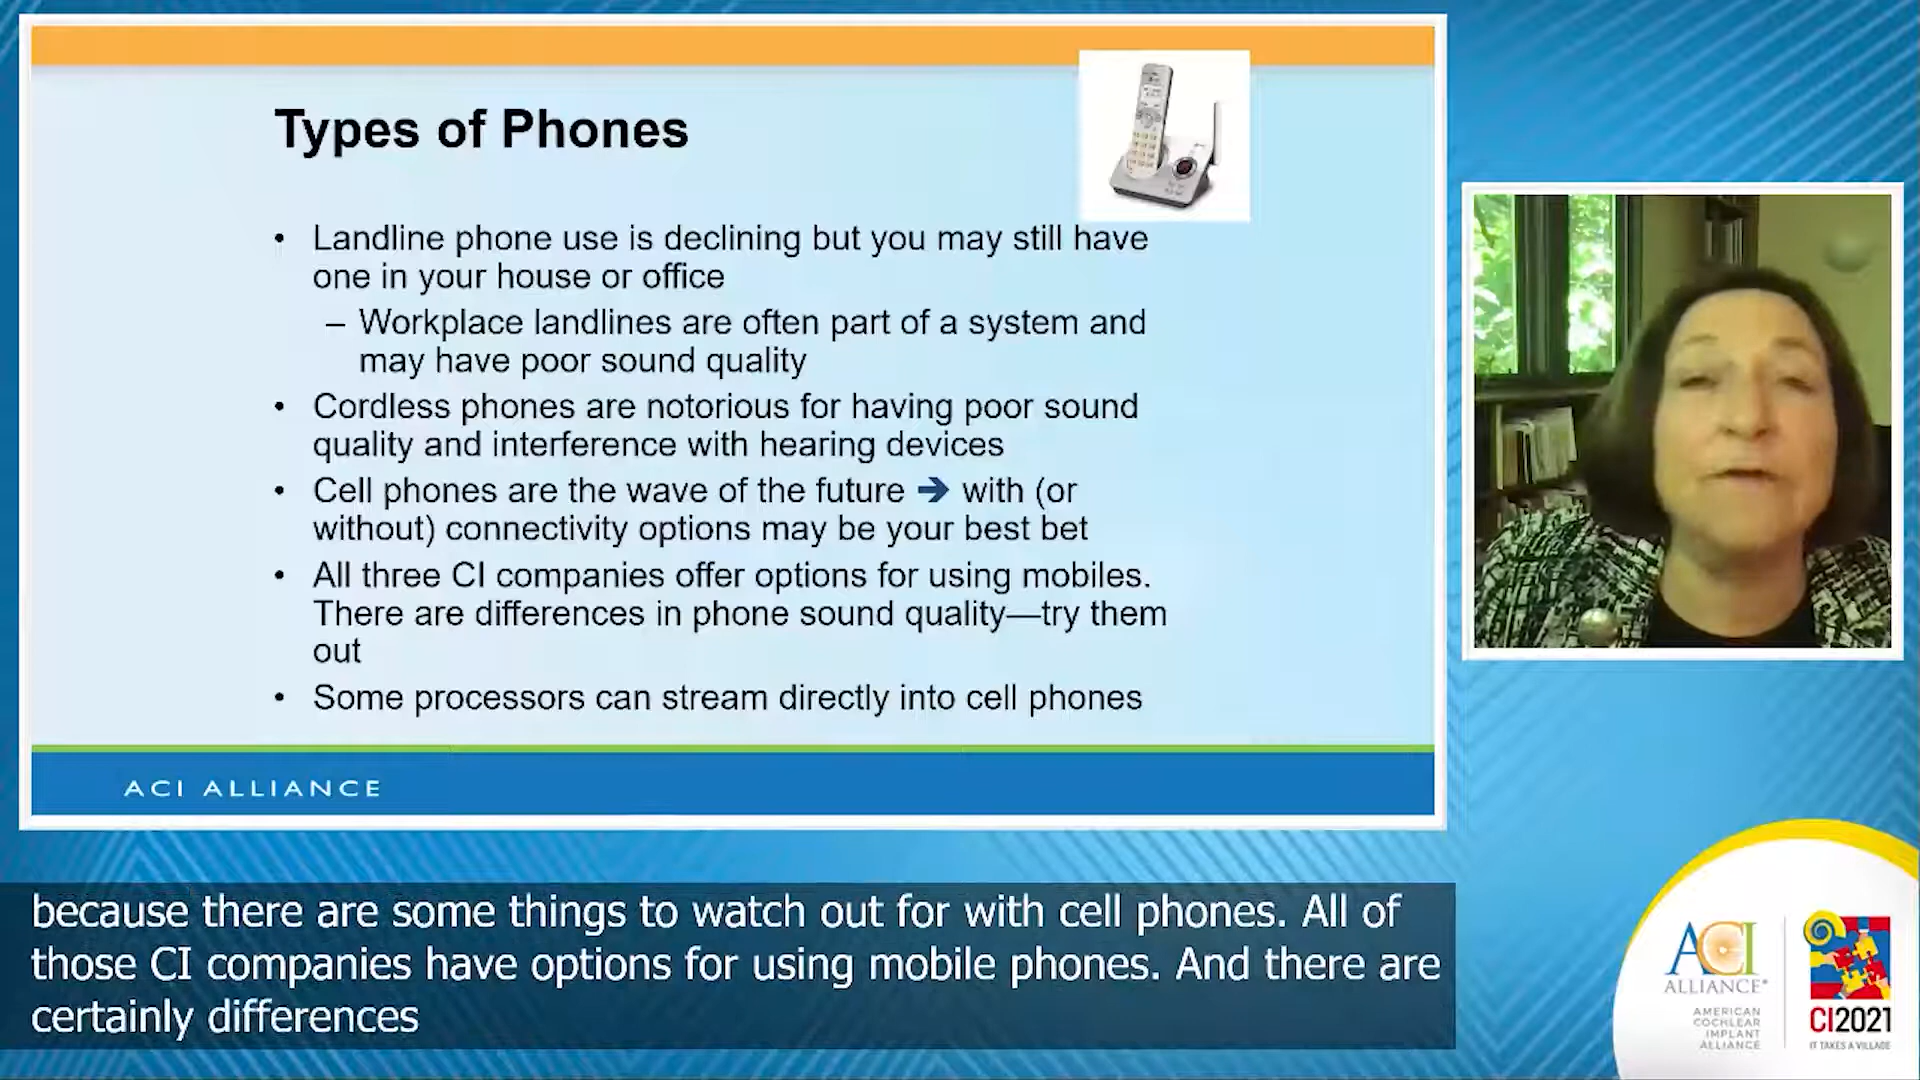 Types of Phones
• Landline phone use is declining but you may still have
one in your house or office
– Workplace landlines are often part of a system and
may have poor sound quality
• Cordless phones are notorious for having poor sound
quality and interference with hearing devices
• Cell phones are the wave of the future ➔ with (or
without) connectivity options may be your best bet
• All three CI companies offer options for using mobiles.
There are differences in phone sound quality—try them
out
• Some processors can stream directly into cell phones
ACI ALLIANCE
because there are some things to watch out for with cell phones. All of
those CI companies have options for using mobile phones. And there are
certainly differences
ACI
ALLIANCE®
AMERICAN
COCHLEAR
IMPLANT
ALLIANCE
CI2021
IT TAKES A VILLAGE